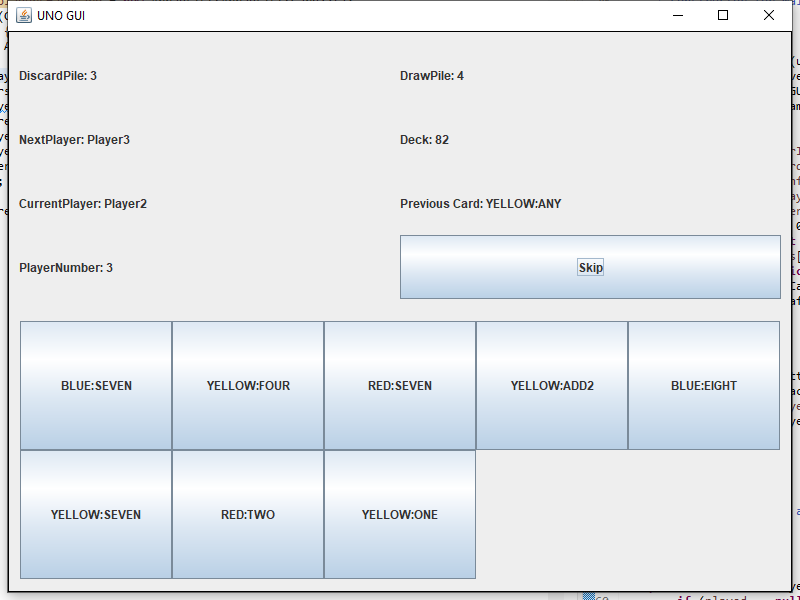 UNO GUI
DiscardPile: 3
DrawPile: 4
NextPlayer: Player3
Deck: 82
CurrentPlayer: Player2
Previous Card: YELLOW:ANY
PlayerNumber: 3
Skip
BLUE:SEVEN
YELLOW:FOUR
RED:SEVEN
YELLOW:ADD2
BLUE:EIGHT
YELLOW:SEVEN
RED:TWO
YELLOW:ONE